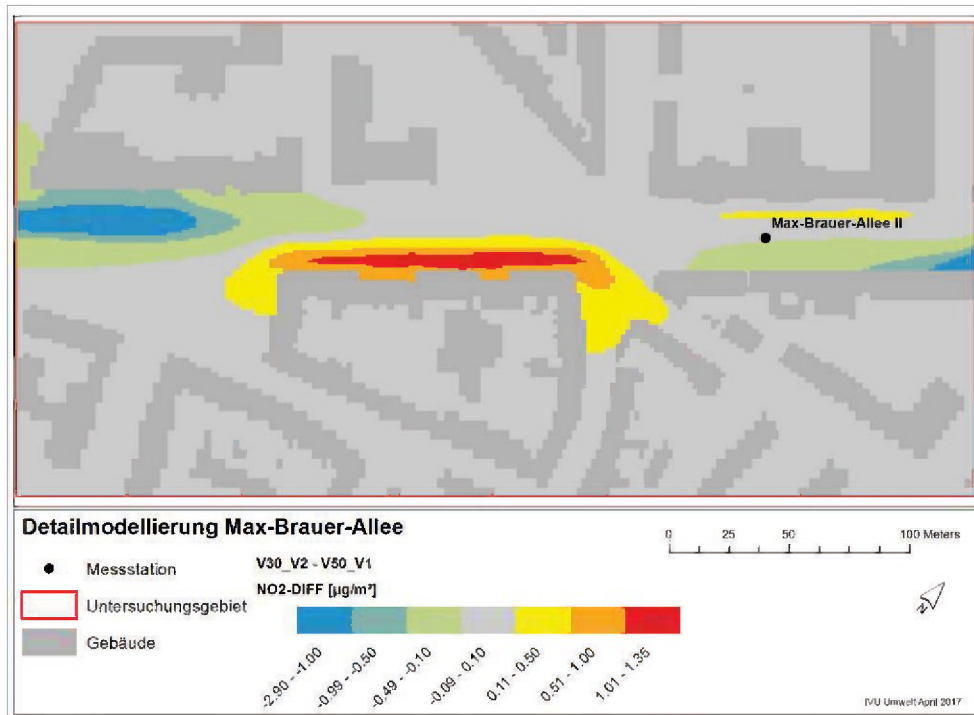 Max-Brauer-Allee II
Detailmodellierung Max-Brauer-Allee
Messstation
Untersuchungsgebiet
Gebäude
V30_V2 - V50_V1
NO2-DIFF [µg/m³]
-2.90 - -1.00
-0.99 - -0.50
-0.49 - -0.10
-0.09 - 0.10
0.11 - 0.50
0.51 - 1.00
1.01 - 1.35
0 25 50 100 Meters
N
IVU Umwelt April 2017